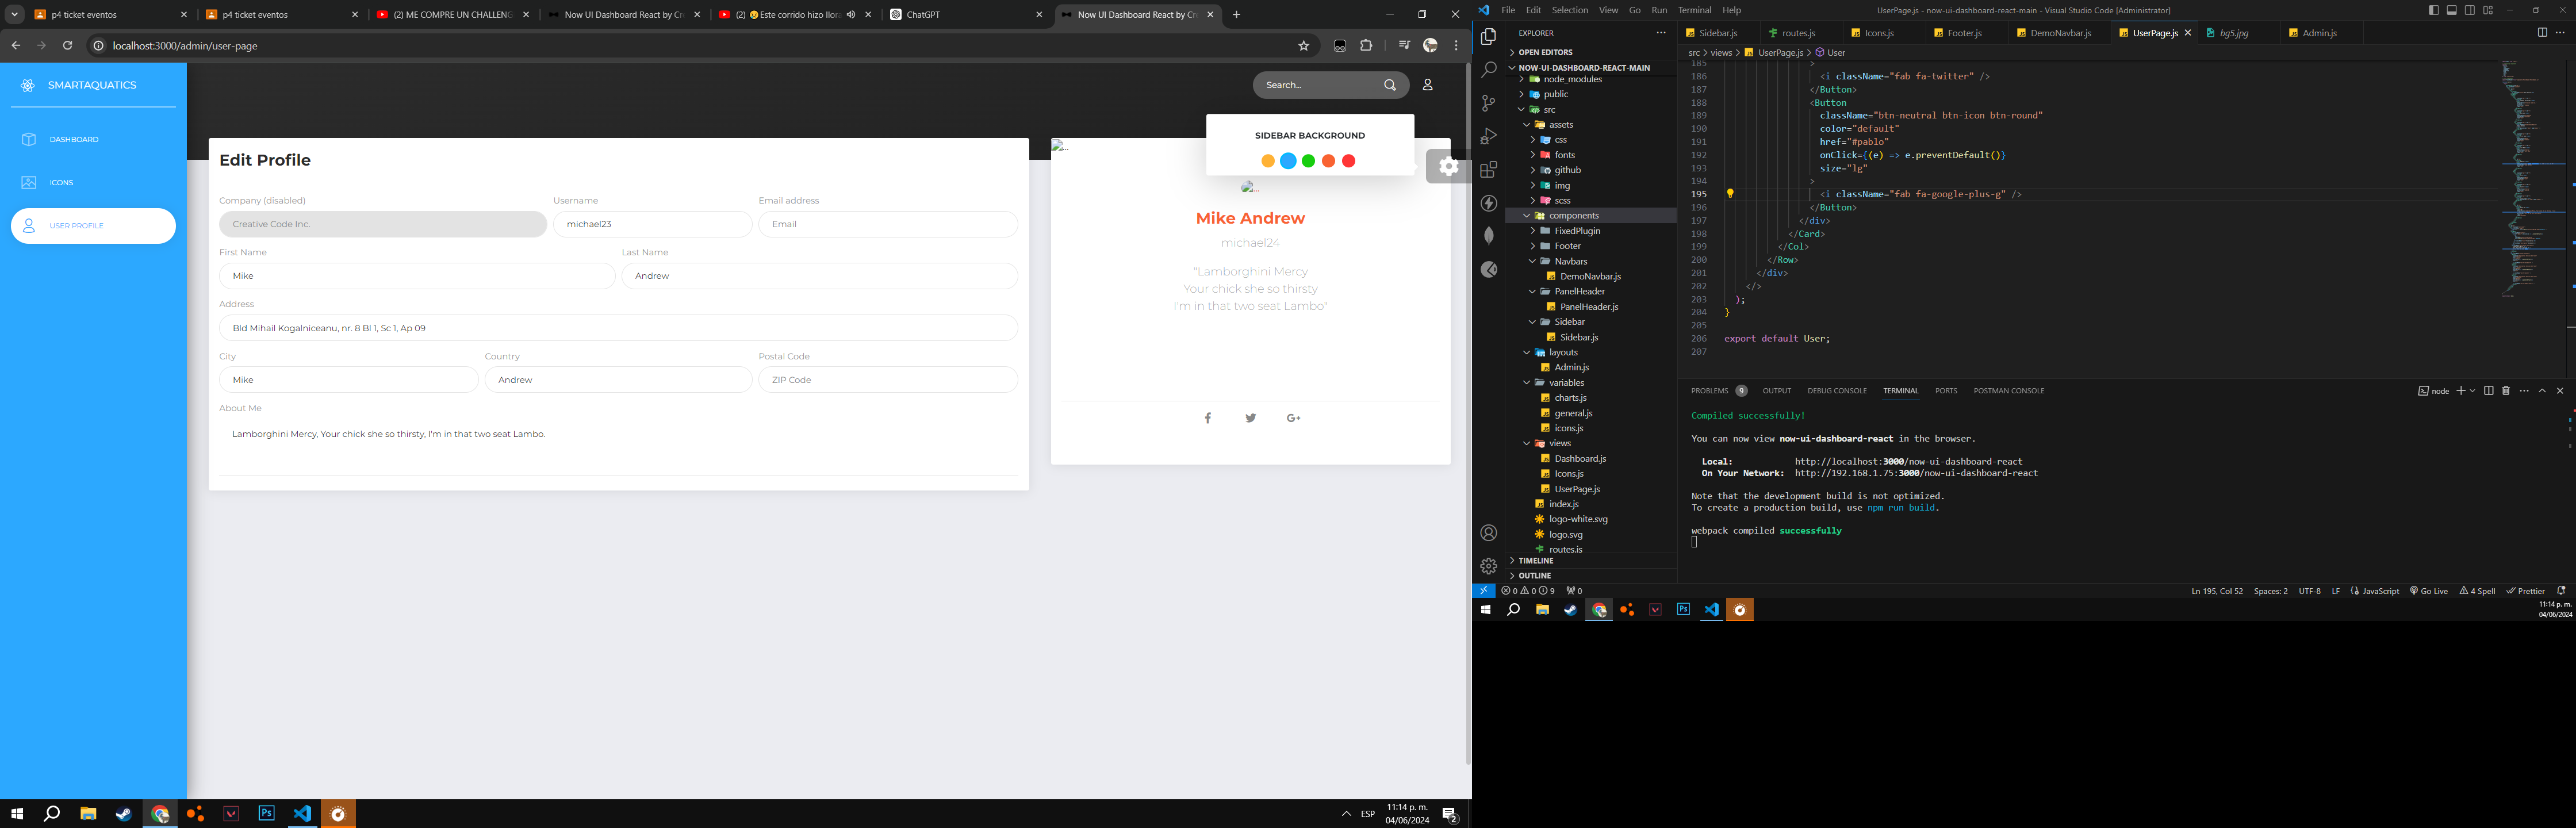 p4 ticket eventos
p4 ticket eventos
(2) ME COMPRE UN CHALLENG
Now UI Dashboard React by Cr
(2) 😢Este corrido hizo llora
ChatGPT
Now UI Dashboard React by Cr
localhost:3000/admin/user-page
SMARTAQUATICS
DASHBOARD
ICONS
USER PROFILE
Search...
SIDEBAR BACKGROUND
Edit Profile
Company (disabled)
Username
Email address
Creative Code Inc.
michael23
Email
First Name
Last Name
Mike
Andrew
Address
Bld Mihail Kogalniceanu, nr. 8 Bl 1, Sc 1, Ap 09
City
Country
Postal Code
Mike
Andrew
ZIP Code
About Me
Lamborghini Mercy, Your chick she so thirsty, I'm in that two seat Lambo.
...
...
Mike Andrew
michael24
"Lamborghini Mercy
Your chick she so thirsty
I'm in that two seat Lambo"
Ps
ESP
11:14 p. m.
04/06/2024
2
File Edit Selection View Go Run Terminal Help
UserPage.js - now-ui-dashboard-react-main - Visual Studio Code [Administrator]
EXPLORER
OPEN EDITORS
NOW-UI-DASHBOARD-REACT-MAIN
node_modules
public
src
assets
css
fonts
github
img
scss
components
FixedPlugin
Footer
Navbars
DemoNavbar.js
PanelHeader
PanelHeader.js
Sidebar
Sidebar.js
layouts
Admin.js
variables
charts.js
general.js
icons.js
views
Dashboard.js
Icons.js
UserPage.js
index.js
logo-white.svg
logo.svg
routes.js
TIMELINE
OUTLINE
Sidebar.js routes.js Icons.js Footer.js DemoNavbar.js UserPage.js bg5.jpg Admin.js
src > views > UserPage.js > User
185 >
186 <i className="fab fa-twitter" />
187 </Button>
188 <Button
189 className="btn-neutral btn-icon btn-round"
190 color="default"
191 href="#pablo"
192 onClick={(e) => e.preventDefault()}
193 size="lg"
194 >
195 <i className="fab fa-google-plus-g" />
196 </Button>
197 </div>
198 </Card>
199 </Col>
200 </Row>
201 </div>
202 </>
203 );
204 }
205
206 export default User;
207
PROBLEMS 9 OUTPUT DEBUG CONSOLE TERMINAL PORTS POSTMAN CONSOLE
node
Compiled successfully!
You can now view now-ui-dashboard-react in the browser.
Local: http://localhost:3000/now-ui-dashboard-react
On Your Network: http://192.168.1.75:3000/now-ui-dashboard-react
Note that the development build is not optimized.
To create a production build, use npm run build.
webpack compiled successfully
0 0 9 0
Ln 195, Col 52 Spaces: 2 UTF-8 LF JavaScript Go Live 4 Spell Prettier
Ps
11:14 p. m.
04/06/2024